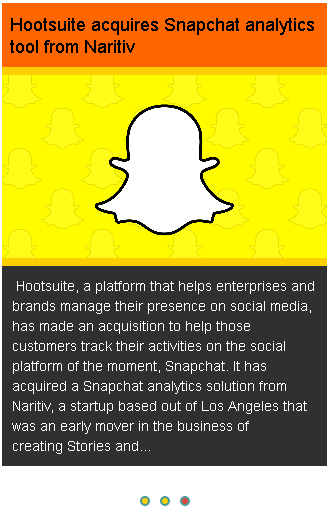 Hootsuite acquires Snapchat analytics
tool from Naritiv
Hootsuite, a platform that helps enterprises and
brands manage their presence on social media,
has made an acquisition to help those
customers track their activities on the social
platform of the moment, Snapchat. It has
acquired a Snapchat analytics solution from
Naritiv, a startup based out of Los Angeles that
was an early mover in the business of
creating Stories and...